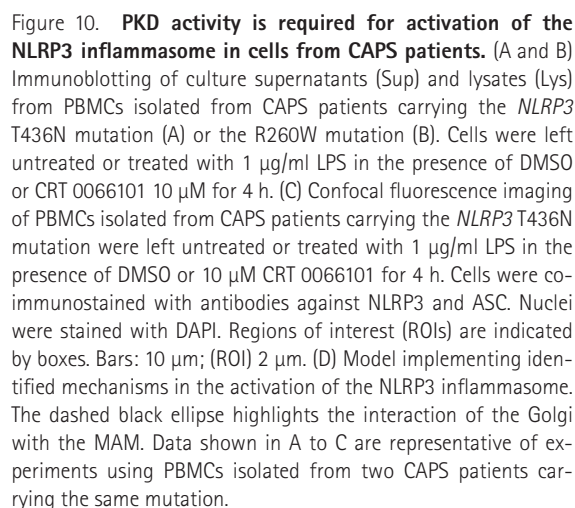 Figure 10. PKD activity is required for activation of the
NLRP3 inflammasome in cells from CAPS patients. (A and B)
Immunoblotting of culture supernatants (Sup) and lysates (Lys)
from PBMCs isolated from CAPS patients carrying the NLRP3
T436N mutation (A) or the R260W mutation (B). Cells were left
untreated or treated with 1 µg/ml LPS in the presence of DMSO
or CRT 0066101 10 µM for 4 h. (C) Confocal fluorescence imaging
of PBMCs isolated from CAPS patients carrying the NLRP3 T436N
mutation were left untreated or treated with 1 µg/ml LPS in the
presence of DMSO or 10 µM CRT 0066101 for 4 h. Cells were co-
immunostained with antibodies against NLRP3 and ASC. Nuclei
were stained with DAPI. Regions of interest (ROIs) are indicated
by boxes. Bars: 10 µm; (ROI) 2 µm. (D) Model implementing iden-
tified mechanisms in the activation of the NLRP3 inflammasome.
The dashed black ellipse highlights the interaction of the Golgi
with the MAM. Data shown in A to C are representative of ex-
periments using PBMCs isolated from two CAPS patients car-
rying the same mutation.